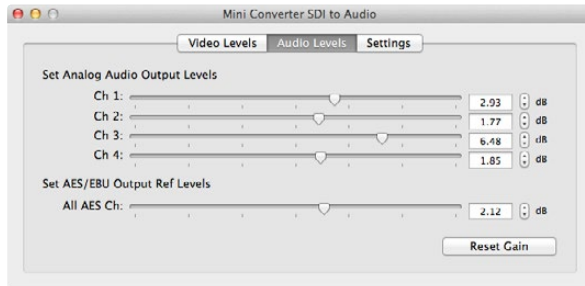 Mini Converter SDI to Audio
Video Levels Audio Levels Settings
Set Analog Audio Output Levels
Ch 1: 2.93 dB
Ch 2: 1.77 dB
Ch 3: 6.48 dB
Ch 4: 1.85 dB
Set AES/EBU Output Ref Levels
All AES Ch: 2.12 dB
Reset Gain